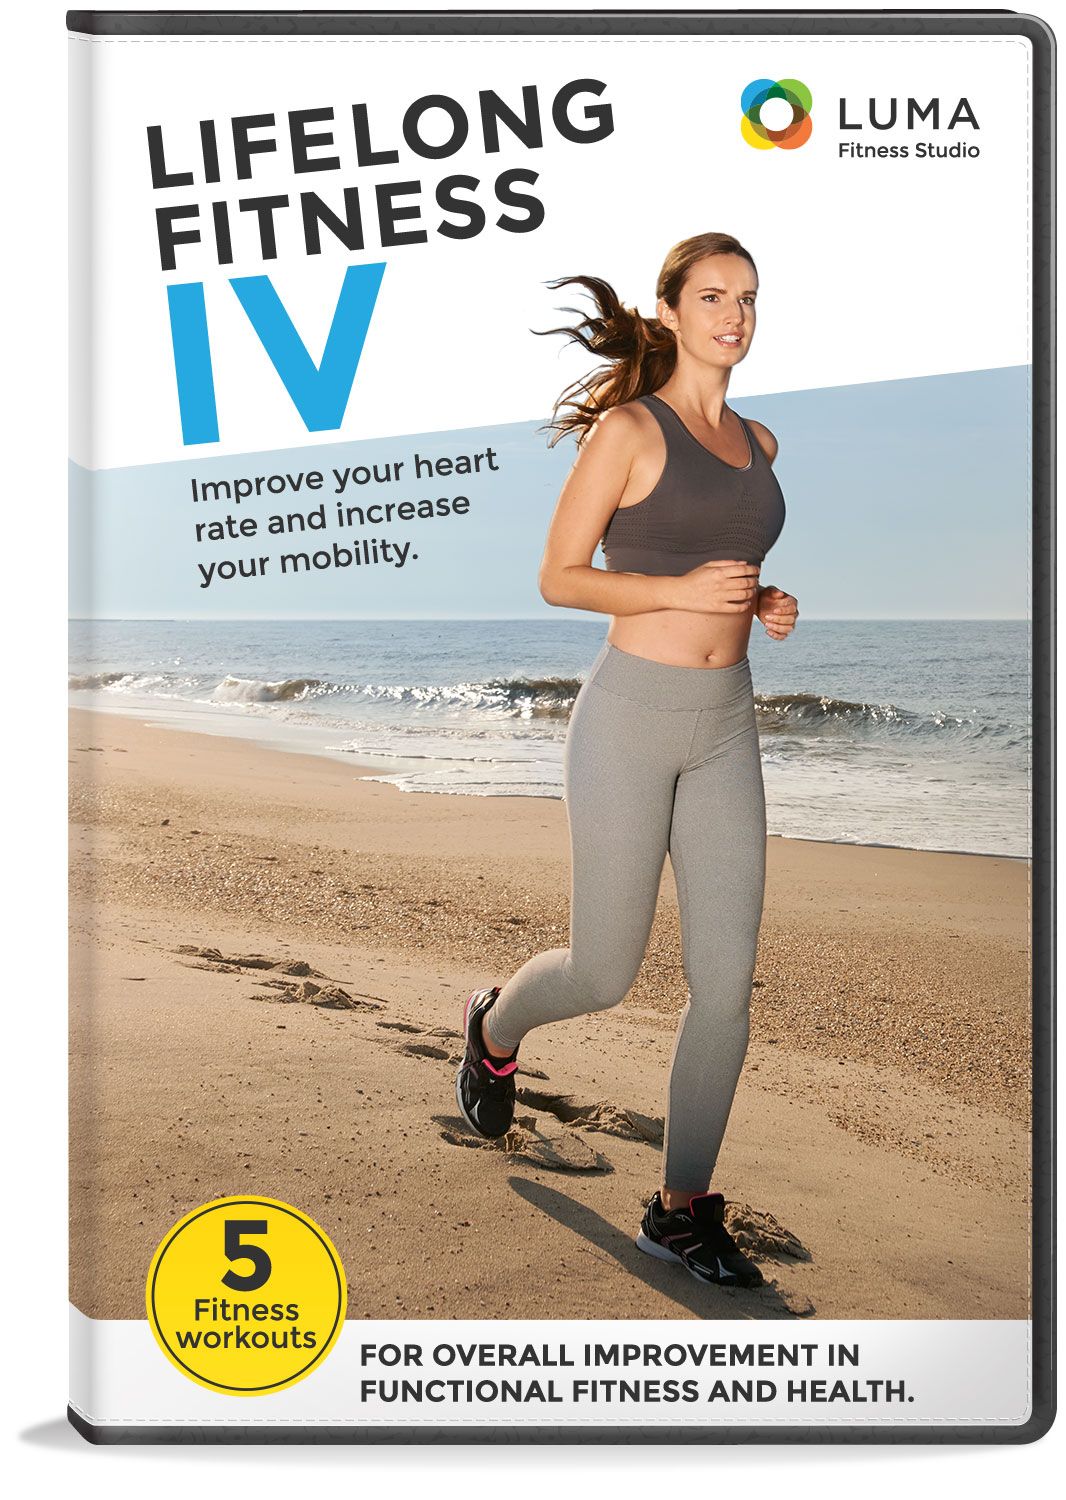 LIFELONG
FITNESS
IV
LUMA
Fitness Studio
Improve your heart
rate and increase
your mobility.
5
Fitness
workouts
FOR OVERALL IMPROVEMENT IN
FUNCTIONAL FITNESS AND HEALTH.